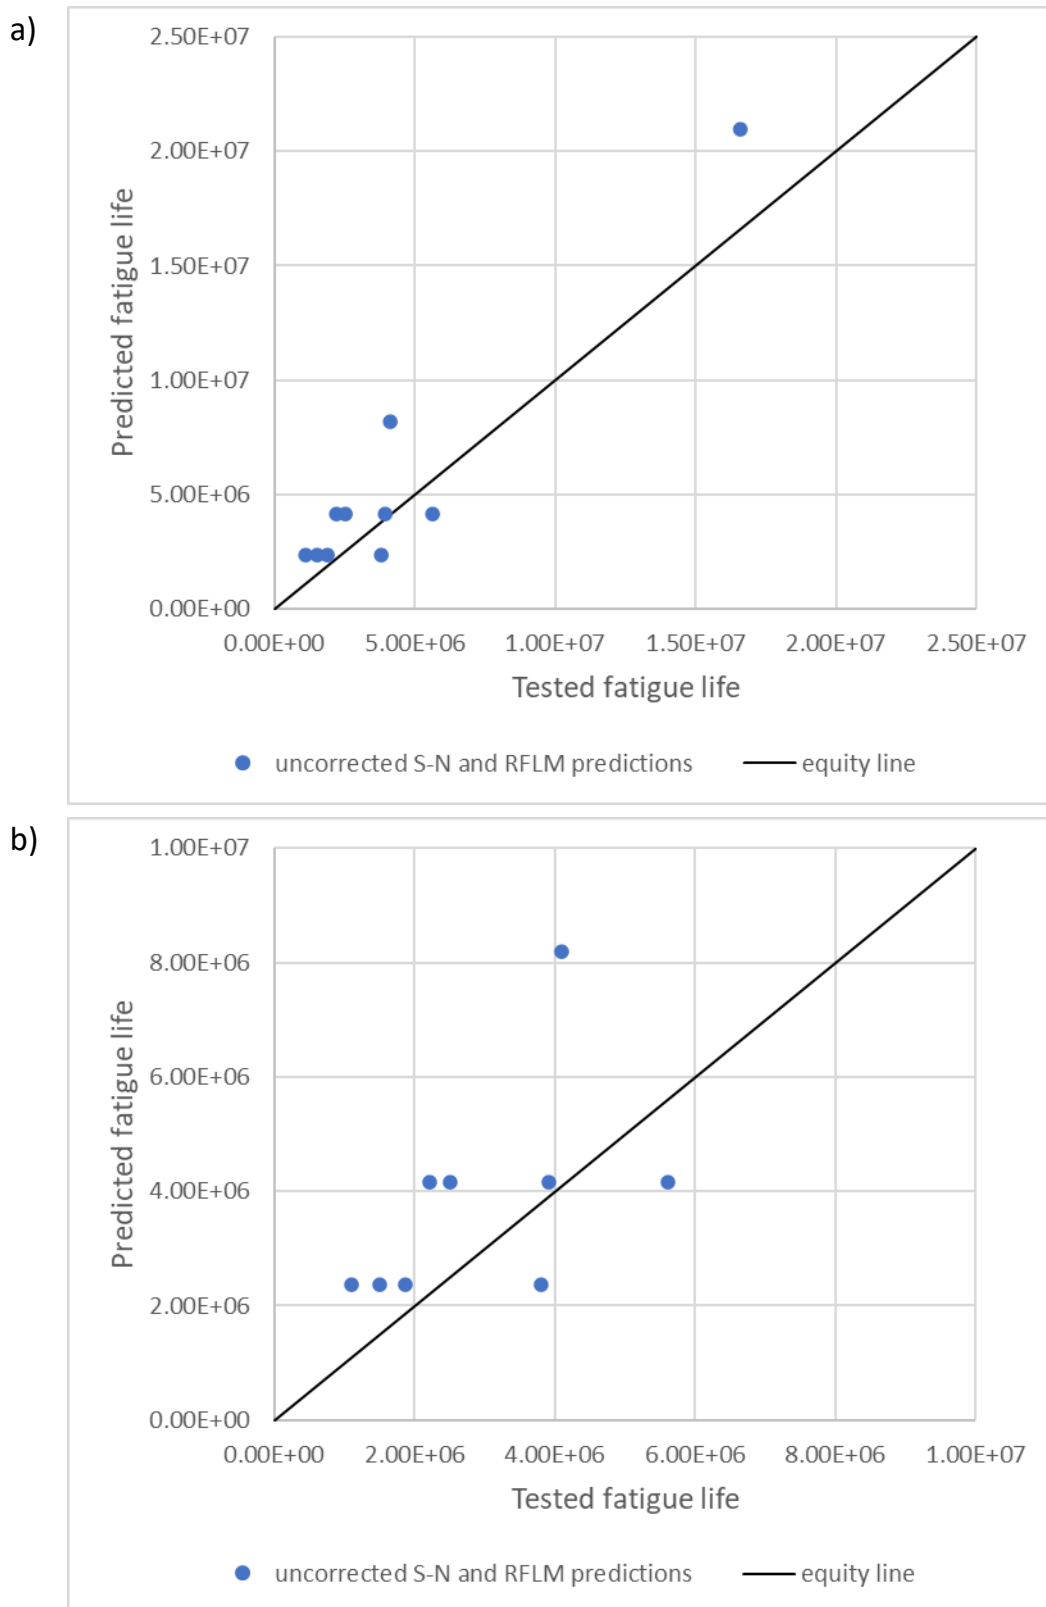 a)
2.50E+07
2.00E+07
1.50E+07
1.00E+07
5.00E+06
0.00E+00
Predicted fatigue life
0.00E+00 5.00E+06 1.00E+07 1.50E+07 2.00E+07 2.50E+07
Tested fatigue life
uncorrected S-N and RFLM predictions equity line
b)
1.00E+07
8.00E+06
6.00E+06
4.00E+06
2.00E+06
0.00E+00
Predicted fatigue life
0.00E+00 2.00E+06 4.00E+06 6.00E+06 8.00E+06 1.00E+07
Tested fatigue life
uncorrected S-N and RFLM predictions equity line